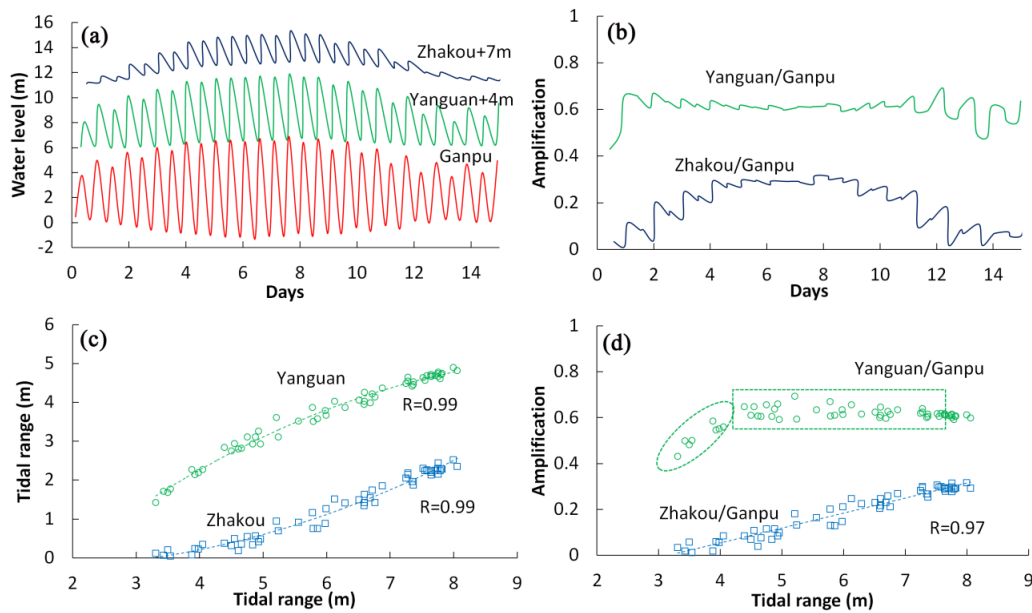 (a)
Water level (m)
16
14
12
10
8
6
4
2
0
-2
Zhakou+7m
Yanguan+4m
Ganpu
0 2 4 6 8 10 12 14
Days
(b)
Amplification
1
0.8
0.6
0.4
0.2
0
Yanguan/Ganpu
Zhakou/Ganpu
0 2 4 6 8 10 12 14
Days
(c)
Tidal range (m)
6
5
4
3
2
1
0
Yanguan
R=0.99
Zhakou
R=0.99
2 3 4 5 6 7 8 9
Tidal range (m)
(d)
Amplification
1
0.8
0.6
0.4
0.2
0
Yanguan/Ganpu
Zhakou/Ganpu
R=0.97
2 3 4 5 6 7 8 9
Tidal range (m)